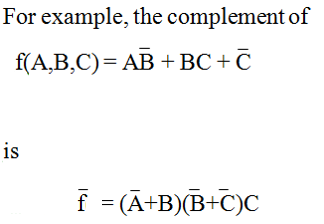 For example, the complement of
f(A,B,C)= AB̅ + BC + C̅
is
f̅ = (A̅+B)(B̅+C̅)C